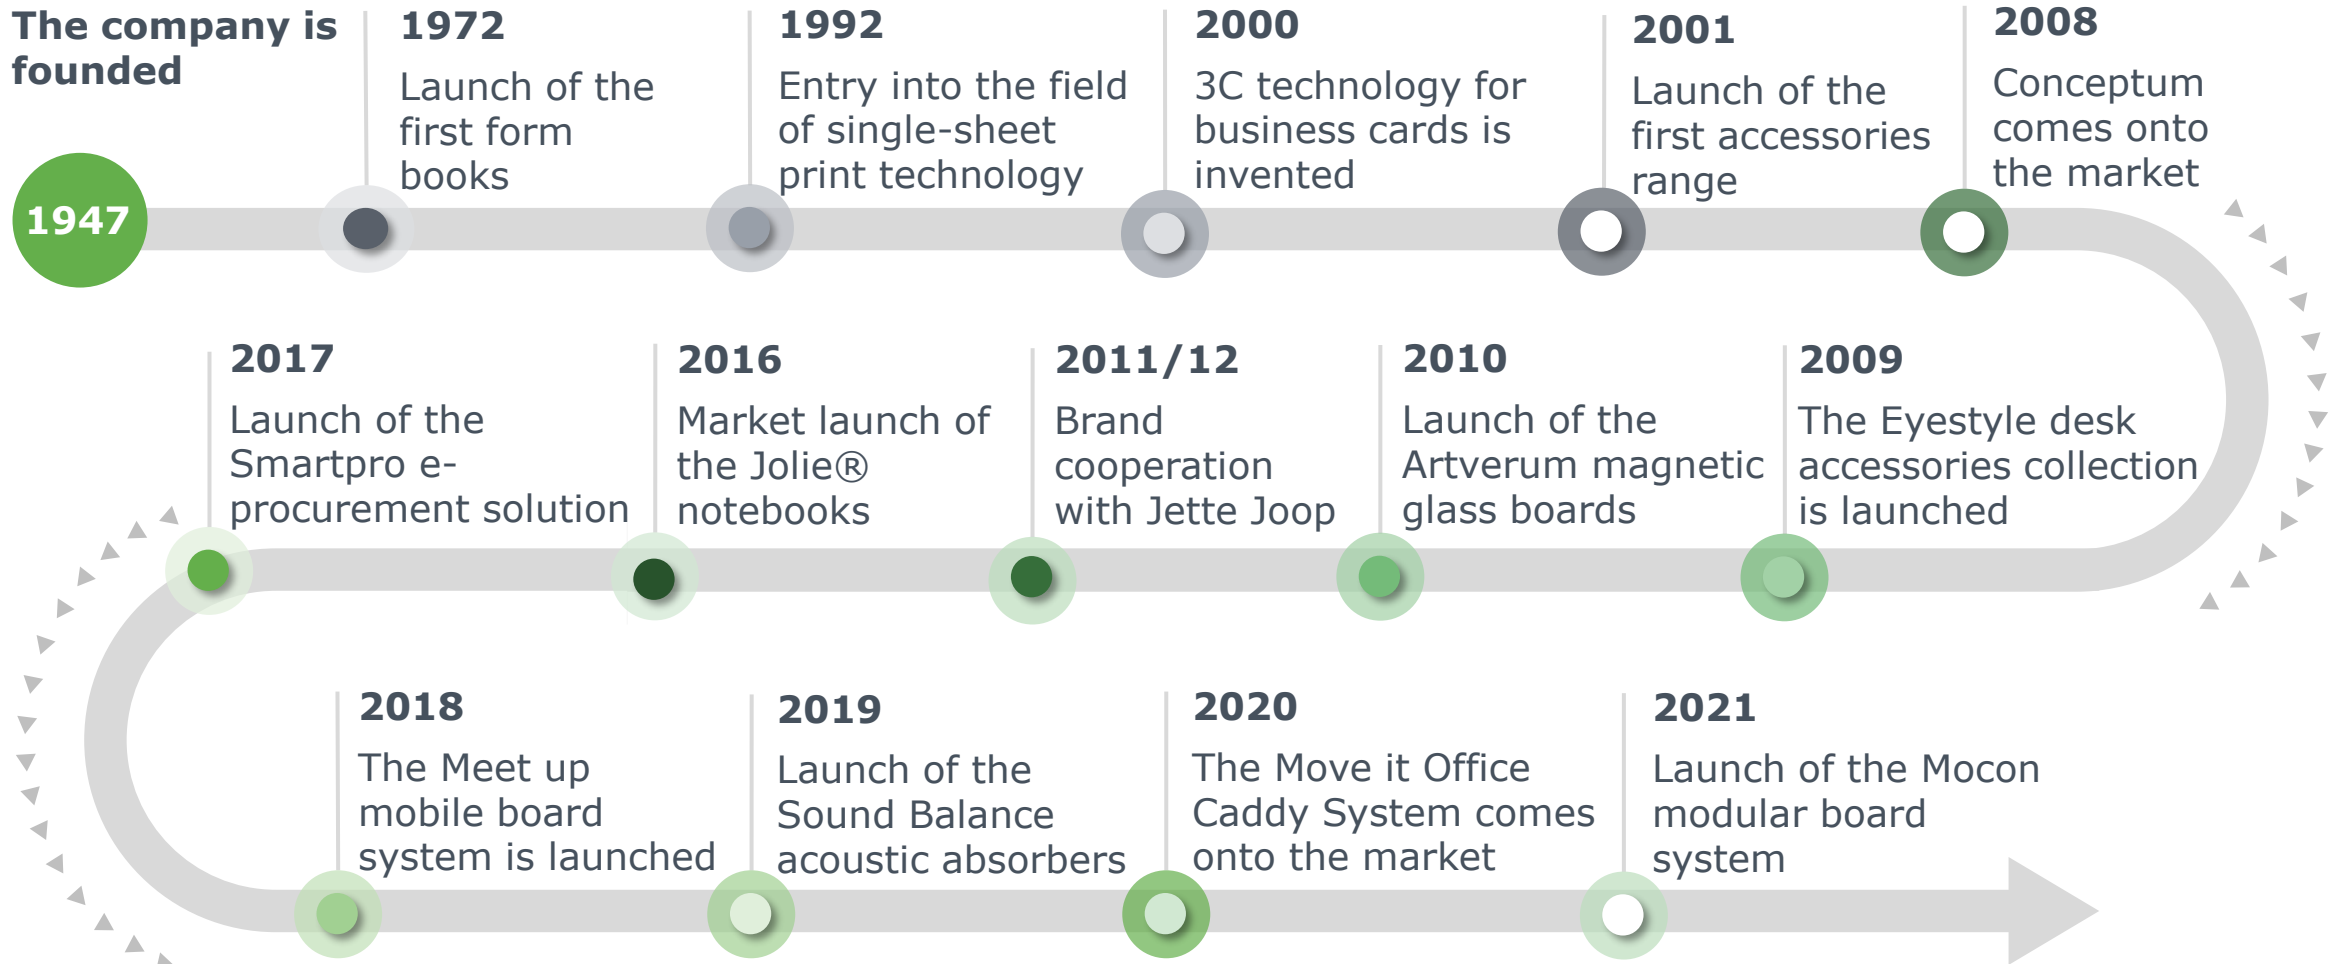 The company is
founded
1947
1972
Launch of the
first form
books
1992
Entry into the field
of single-sheet
print technology
2000
3C technology for
business cards is
invented
2001
Launch of the
first accessories
range
2008
Conceptum
comes onto
the market
2017
Launch of the
Smartpro e-
procurement solution
2016
Market launch of
the Jolie®
notebooks
2011/12
Brand
cooperation
with Jette Joop
2010
Launch of the
Artverum magnetic
glass boards
2009
The Eyestyle desk
accessories collection
is launched
2018
The Meet up
mobile board
system is launched
2019
Launch of the
Sound Balance
acoustic absorbers
2020
The Move it Office
Caddy System comes
onto the market
2021
Launch of the Mocon
modular board
system